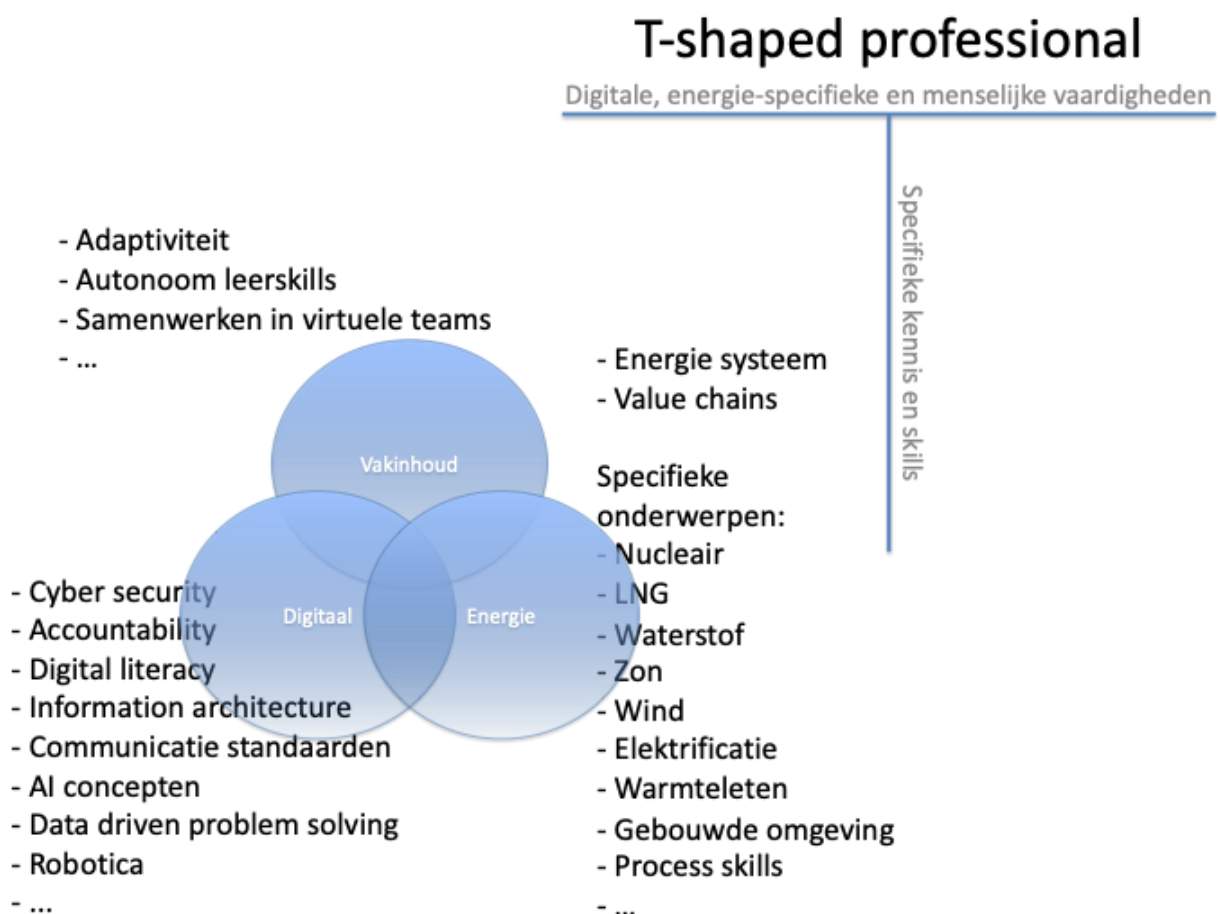 T-shaped professional
Digitale, energie-specifieke en menselijke vaardigheden
Specifieke kennis en skills
- Adaptiviteit
- Autonoom leerskills
- Samenwerken in virtuele teams
- ...
Vakinhoud
Digitaal
Energie
- Cyber security
- Accountability
- Digital literacy
- Information architecture
- Communicatie standaarden
- AI concepten
- Data driven problem solving
- Robotica
- ...
- Energie systeem
- Value chains
Specifieke
onderwerpen:
- Nucleair
- LNG
- Waterstof
- Zon
- Wind
- Elektrificatie
- Warmteleten
- Gebouwde omgeving
- Process skills
- ...